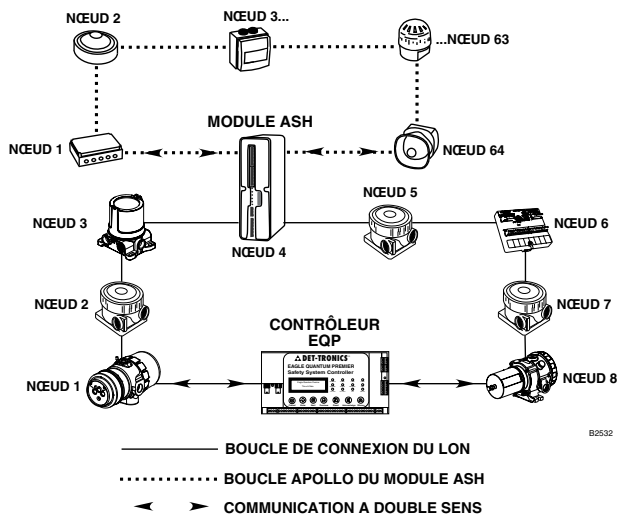 NŒUD 2
NŒUD 3...
...NŒUD 63
MODULE ASH
NŒUD 1
NŒUD 64
NŒUD 5
NŒUD 3
NŒUD 6
NŒUD 4
NŒUD 2
NŒUD 7
CONTRÔLEUR
EQP
DET-TRONICS
EAGLE QUANTUM PREMIER
Safety System Controller
NŒUD 1
NŒUD 8
B2532
BOUCLE DE CONNEXION DU LON
BOUCLE APOLLO DU MODULE ASH
COMMUNICATION A DOUBLE SENS